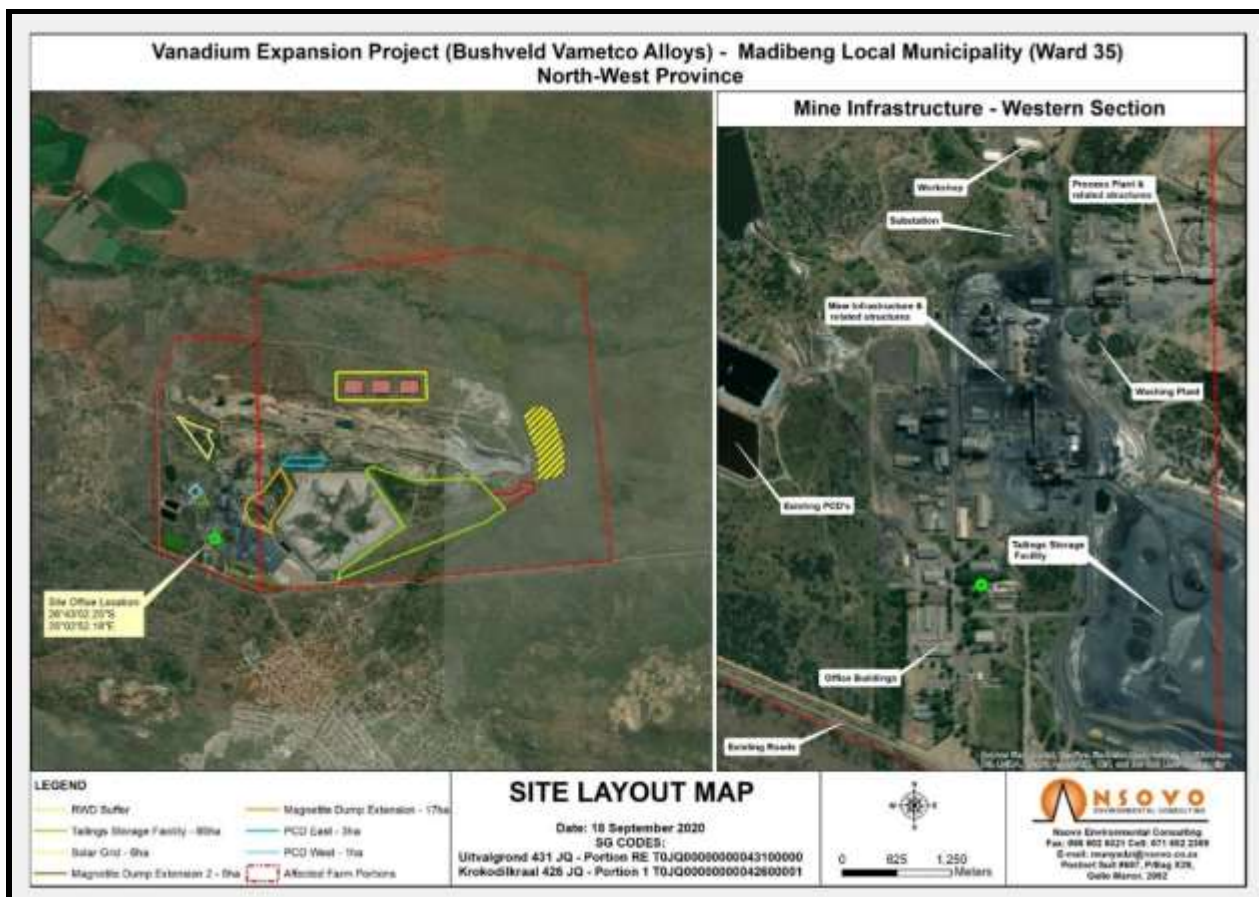 Vanadium Expansion Project (Bushveld Vametco Alloys) - Madibeng Local Municipality (Ward 35)
North-West Province
Mine Infrastructure - Western Section
Workshop
Process Plant &
related structures
Substation
Mine Infrastructure &
related structures
Washing Plant
Existing PCD's
Tailings Storage
Facility
Office Buildings
Existing Roads
Site Office Location
LEGEND
RWD Buffer
Tailings Storage Facility
Solar Grid
Magnetite Dump Extension 2
Magnetite Dump Extension - 17ha
PCD East - 3ha
PCD West - 1ha
Affected Farm Portions
SITE LAYOUT MAP
Date: 18 September 2020
SG CODES:
Uitvalgrond 431 JQ - Portion RE T0JQ00000000043100000
Krokodilkraal 426 JQ - Portion 1 T0JQ00000000042600001
0 625 1,250
Meters
NSOVO
ENVIRONMENTAL CONSULTING
Nsovo Environmental Consulting